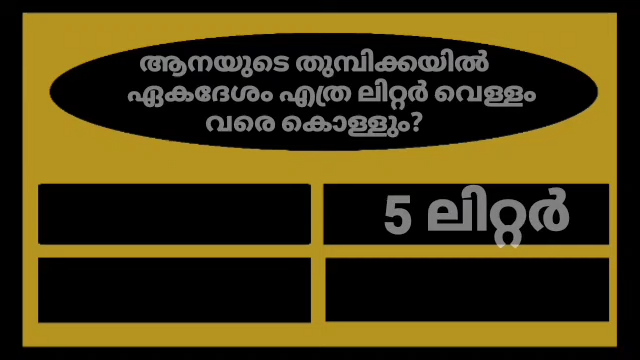 ആനയുടെ തുമ്പിക്കയിൽ
ഏകദേശം എത്ര ലിറ്റർ വെള്ളം
വരെ കൊള്ളും?
5 ലിറ്റർ